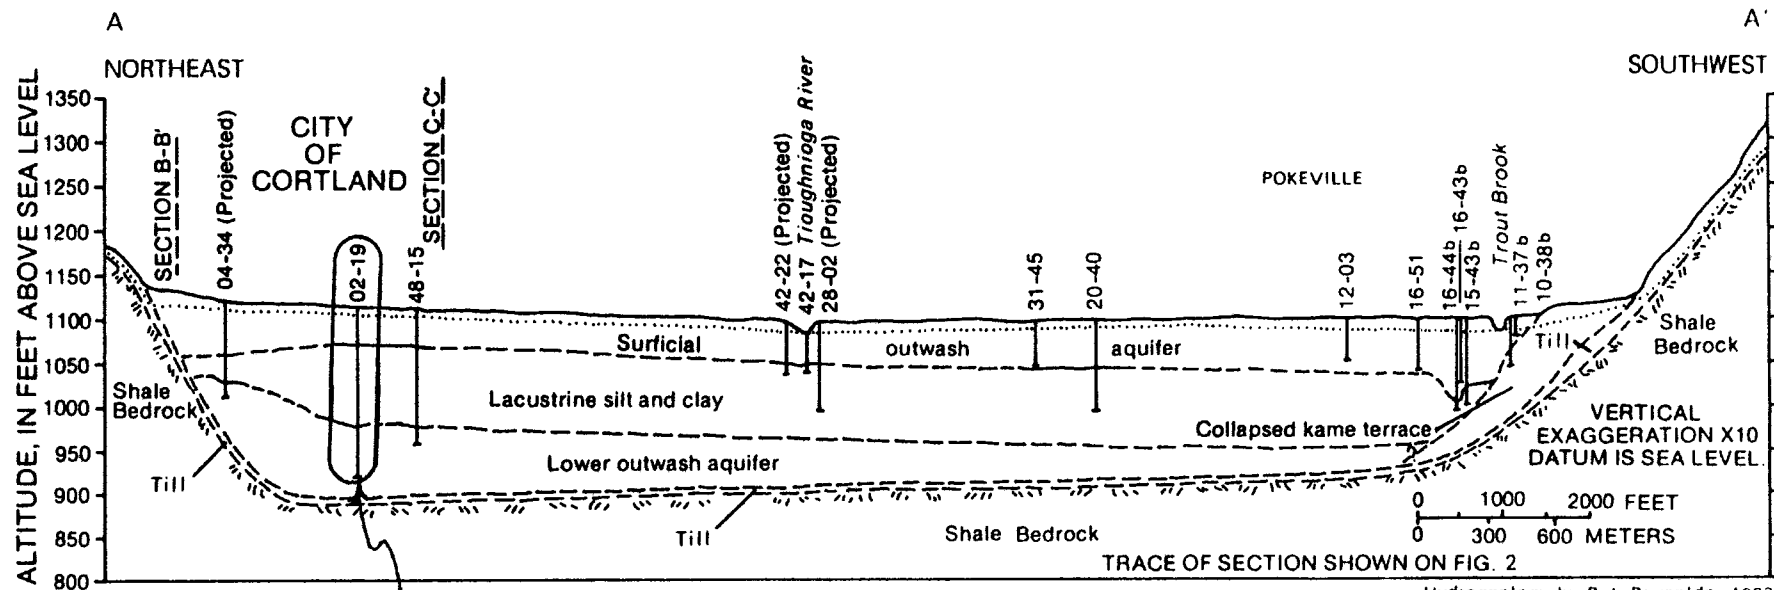 A
A'
NORTHEAST
SOUTHWEST
ALTITUDE, IN FEET ABOVE SEA LEVEL
1350
1300
1250
1200
1150
1100
1050
1000
950
900
850
800
SECTION B-B'
04-34 (Projected)
CITY
OF
CORTLAND
02-19
48-15
SECTION C-C'
42-22 (Projected)
42-17 Tioughnioga River
28-02 (Projected)
31-45
20-40
POKEVILLE
12-03
16-51
16-44b
16-43b
15-43b
Trout Brook
11-37b
10-38b
Surficial
outwash
aquifer
Till
Shale
Bedrock
Shale
Bedrock
Lacustrine silt and clay
Collapsed kame terrace
?
Lower outwash aquifer
Till
Till
Shale Bedrock
VERTICAL
EXAGGERATION X10
DATUM IS SEA LEVEL.
0 1000 2000 FEET
0 300 600 METERS
TRACE OF SECTION SHOWN ON FIG. 2